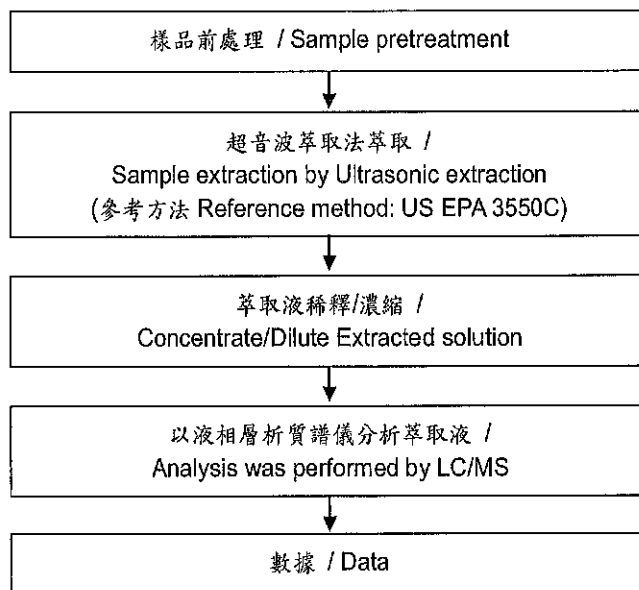 樣品前處理 / Sample pretreatment
超音波萃取法萃取 /
Sample extraction by Ultrasonic extraction
(參考方法 Reference method: US EPA 3550C)
萃取液稀釋/濃縮 /
Concentrate/Dilute Extracted solution
以液相層析質譜儀分析萃取液 /
Analysis was performed by LC/MS
數據 / Data